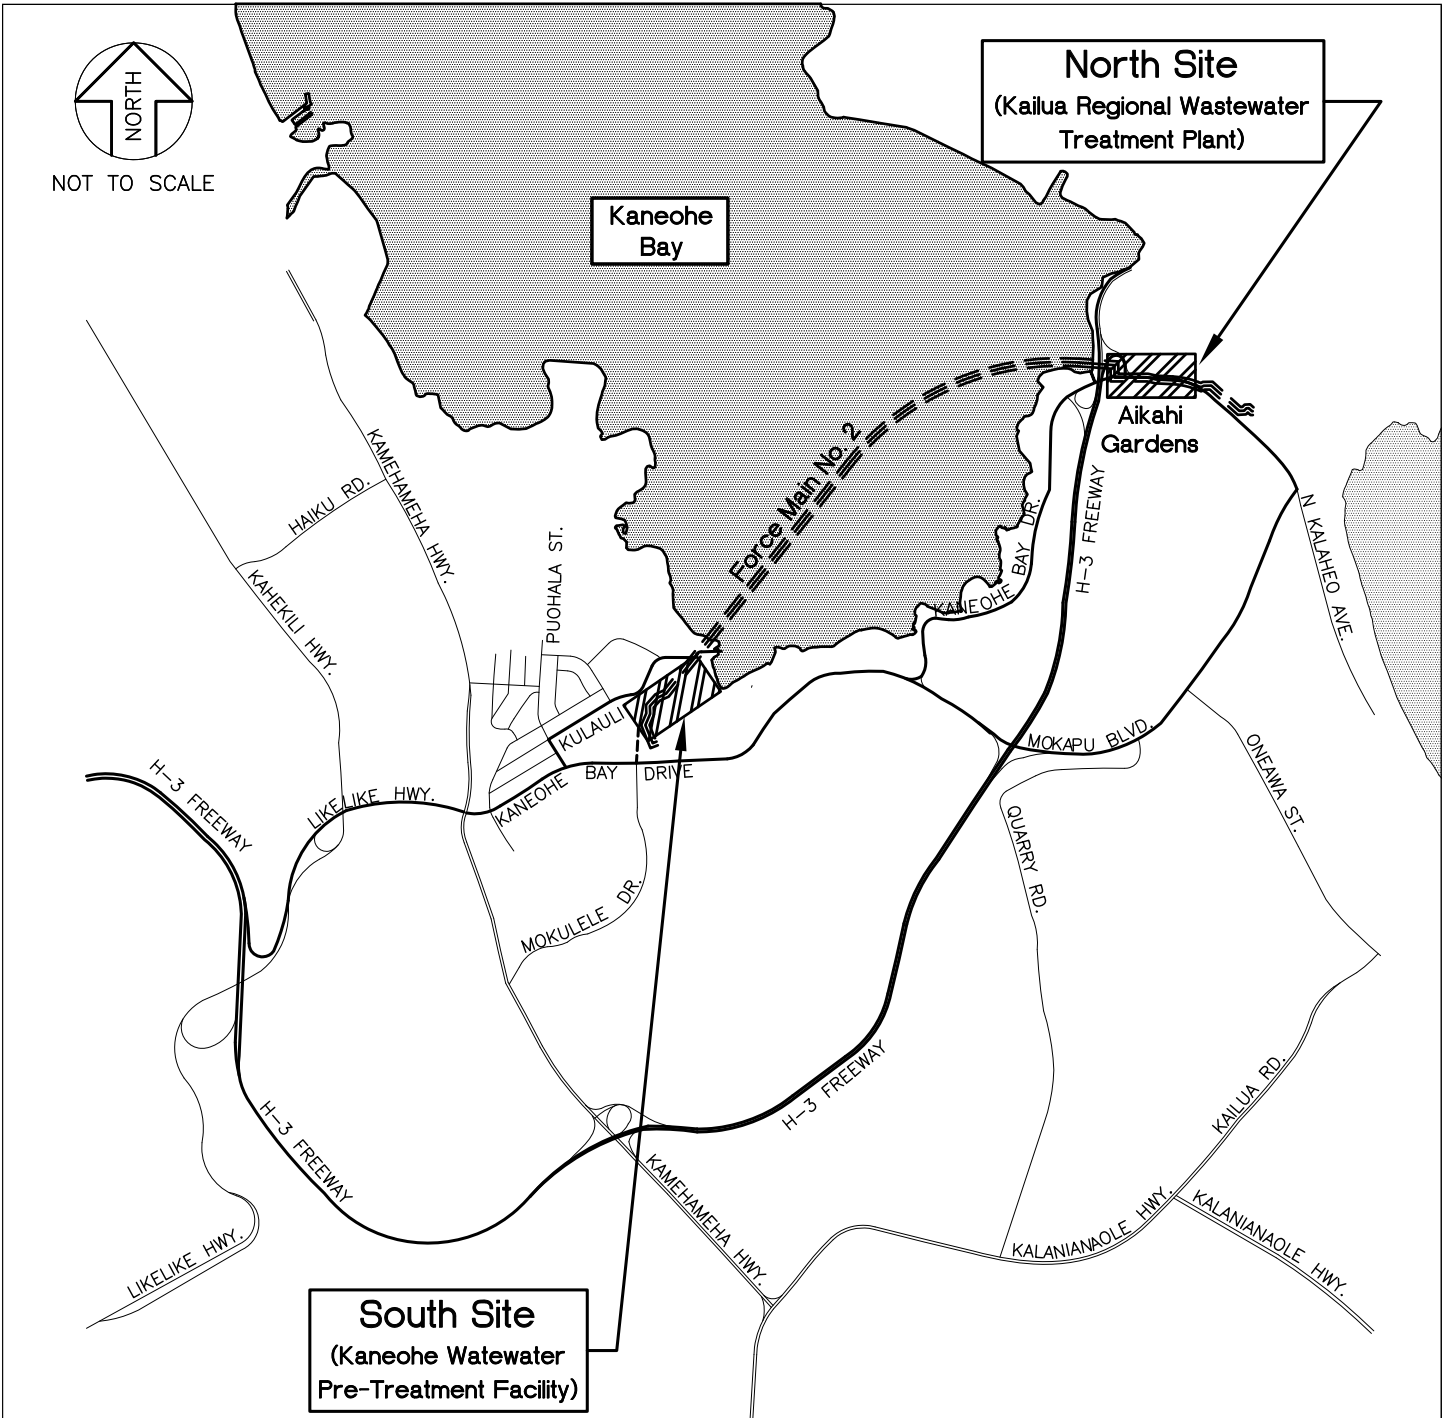 North Site
(Kailua Regional Wastewater
Treatment Plant)
NORTH
NOT TO SCALE
Kaneohe
Bay
Aikahi
Gardens
Force Main No. 2
KAMEHAMEHA HWY.
HAIKU RD.
H-3 FREEWAY
N KALAHEO AVE.
KANEOHE BAY DR.
PUOHALA ST.
KAHEKILI HWY.
KULAULI
MOKAPU BLVD.
ONEAWA ST.
H-3 FREEWAY
LIKELIKE HWY.
KANEOHE BAY DRIVE
QUARRY RD.
MOKULELE DR.
H-3 FREEWAY
KAILUA RD.
H-3 FREEWAY
KAMEHAMEHA HWY.
KALANIANAOLE HWY.
KALANIANAOLE HWY.
LIKELIKE HWY.
South Site
(Kaneohe Watewater
Pre-Treatment Facility)